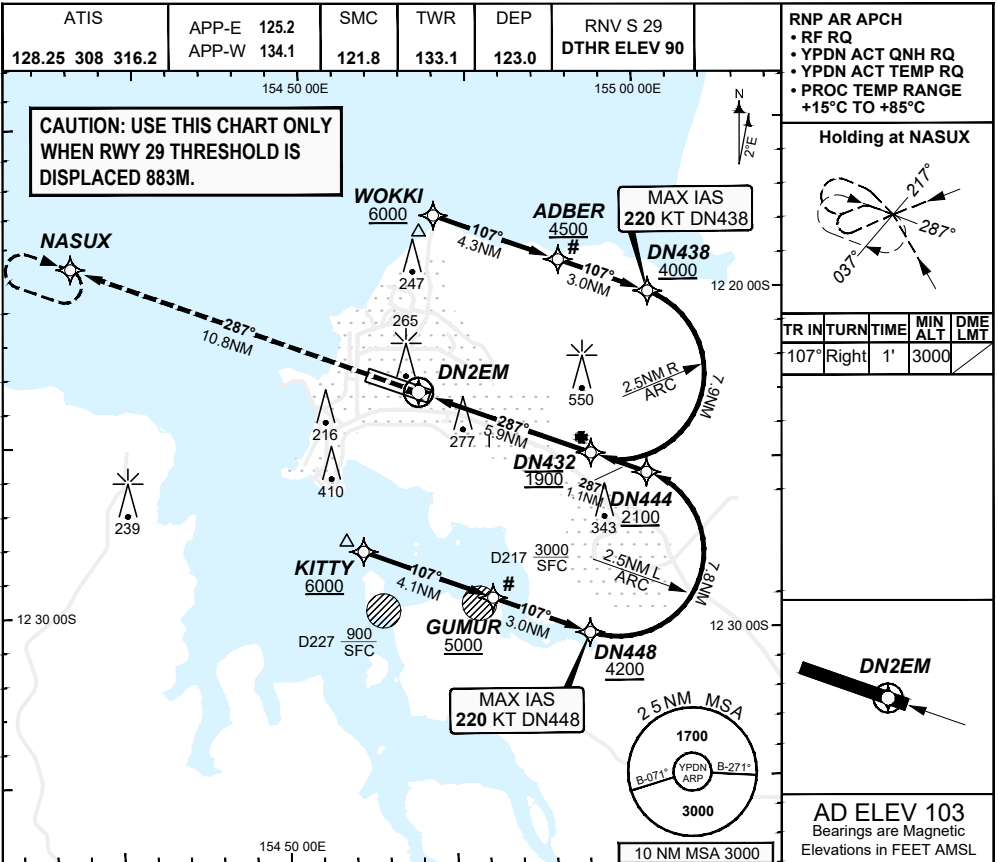 ATIS
128.25 308 316.2
APP-E 125.2
APP-W 134.1
SMC
121.8
TWR
133.1
DEP
123.0
RNV S 29
DTHR ELEV 90
RNP AR APCH
• RF RQ
• YPDN ACT QNH RQ
• YPDN ACT TEMP RQ
• PROC TEMP RANGE
+15°C TO +85°C
154 50 00E
155 00 00E
CAUTION: USE THIS CHART ONLY
WHEN RWY 29 THRESHOLD IS
DISPLACED 883M.
N
2°E
Holding at NASUX
217°
287°
037°
WOKKI
6000
107°
4.3NM
ADBER
4500
#
107°
3.0NM
MAX IAS
220 KT DN438
DN438
4000
NASUX
247
12 20 00S
287°
10.8NM
265
TR IN TURN TIME MIN ALT DME LMT
107° Right 1' 3000
DN2EM
550
2.5NM R
ARC
7.9NM
216
277
287°
5.9NM
DN432
1900
287°
1.1NM
DN444
2100
410
239
343
KITTY
6000
107°
4.1NM
D217 3000
SFC
2.5NM L
ARC
7.8NM
#
107°
3.0NM
GUMUR
5000
12 30 00S
12 30 00S
D227 900
SFC
DN448
4200
MAX IAS
220 KT DN448
DN2EM
25 NM MSA
1700
B-071°
YPDN
ARP
B-271°
3000
10 NM MSA 3000
154 50 00E
AD ELEV 103
Bearings are Magnetic
Elevations in FEET AMSL